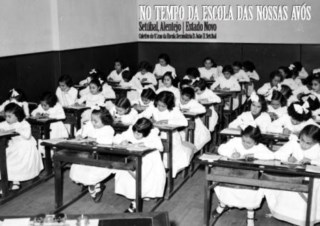 NO TEMPO DA ESCOLA DAS NOSSAS AVÓS
Setúbal, Alentejo | Estado Novo